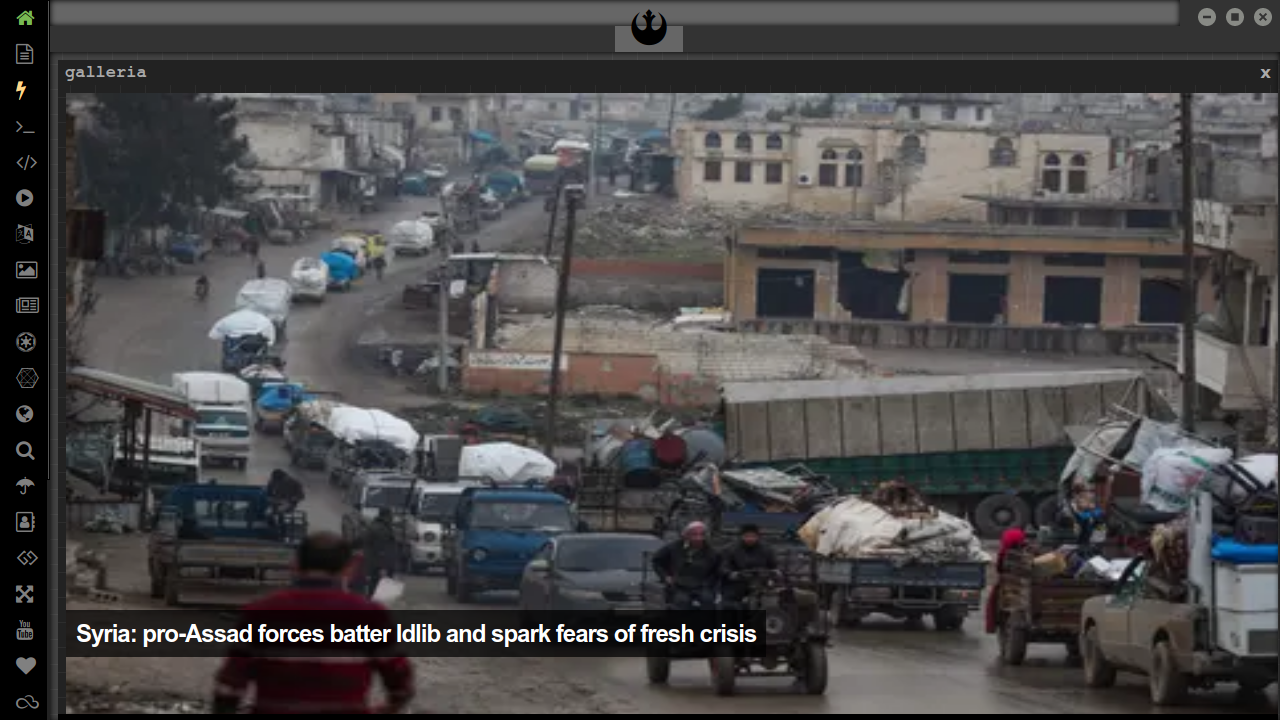 galleria
x
Syria: pro-Assad forces batter Idlib and spark fears of fresh crisis